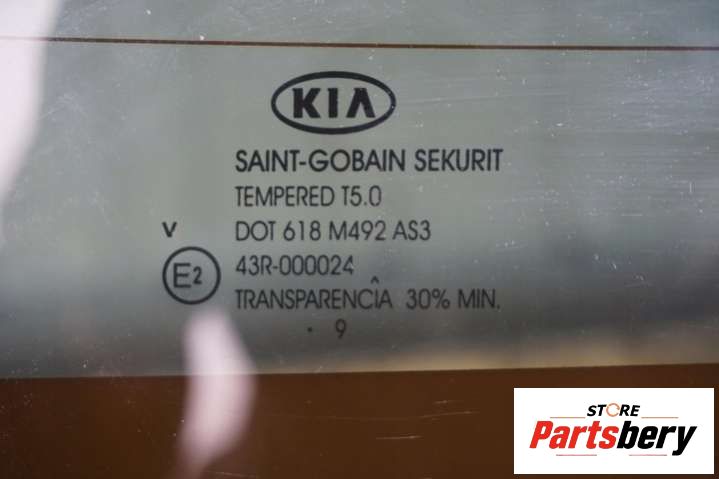 KIA
SAINT-GOBAIN SEKURIT
TEMPERED T5.0
V DOT 618 M492 AS3
E2 43R-000024
TRANSPARENCIA 30% MIN.
· 9
STORE
Partsbery